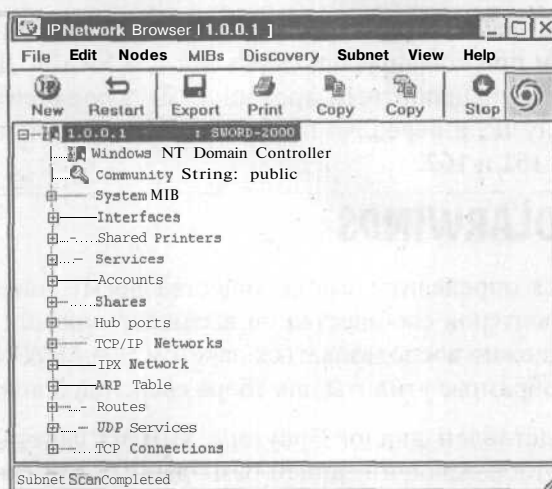 IP Network Browser [ 1.0.0.1 ]
File Edit Nodes MIBs Discovery Subnet View Help
New Restart Export Print Copy Copy Stop
1.0.0.1 : SWORD-2000
Windows NT Domain Controller
Community String: public
System MIB
Interfaces
Shared Printers
Services
Accounts
Shares
Hub ports
TCP/IP Networks
IPX Network
ARP Table
Routes
UDP Services
TCP Connections
Subnet Scan Completed